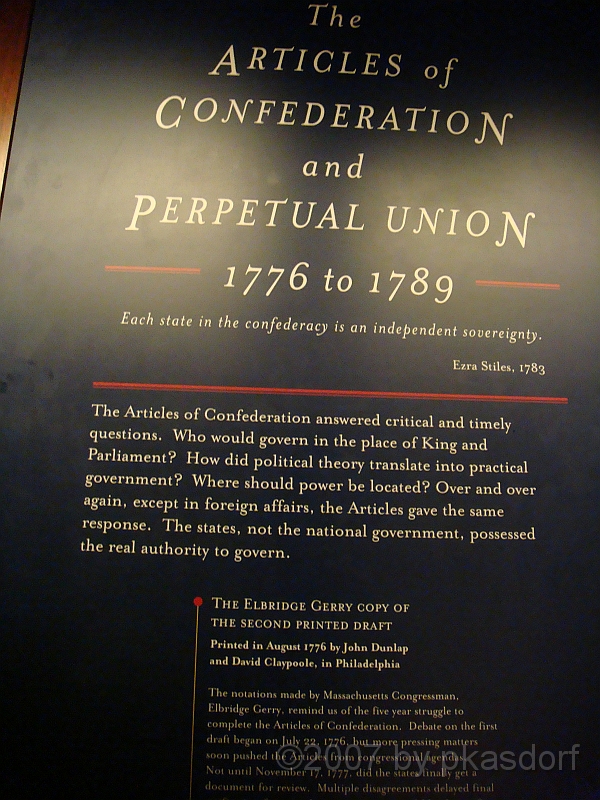 The
ARTICLES of
CONFEDERATION
and
PERPETUAL UNION
1776 to 1789
Each state in the confederacy is an independent sovereignty.
Ezra Stiles, 1783
The Articles of Confederation answered critical and timely
questions. Who would govern in the place of King and
Parliament? How did political theory translate into practical
government? Where should power be located? Over and over
again, except in foreign affairs, the Articles gave the same
response. The states, not the national government, possessed
the real authority to govern.
THE ELBRIDGE GERRY COPY OF
THE SECOND PRINTED DRAFT
Printed in August 1776 by John Dunlap
and David Claypoole, in Philadelphia
The notations made by Massachusetts Congressman,
Elbridge Gerry, remind us of the five year struggle to
complete the Articles of Confederation. Debate on the first
draft began on July 22, 1776, but more pressing matters
soon pushed the Articles from congressional agendas.
Not until November 17, 1777, did the states finally get a
document for review. Multiple disagreements delayed final
©2007 by pkasdorf